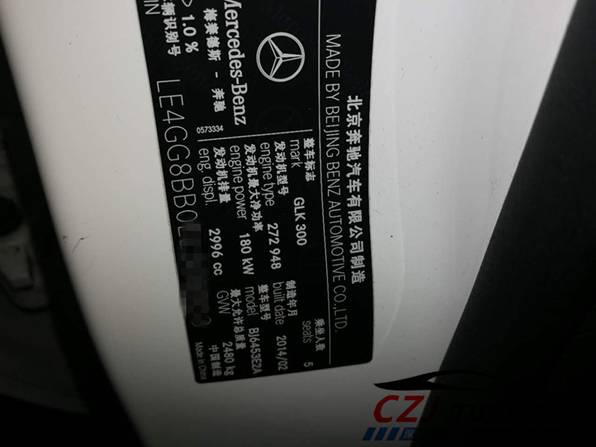 北京奔驰汽车有限公司制造
MADE BY BEIJING BENZ AUTOMOTIVE CO.,LTD.
Mercedes-Benz
梅赛德斯-奔驰
0573334
整车标志 mark GLK 300
乘坐人数 seats 5
发动机型号 engine type 272 948
制造年月 built date 2014/02
发动机最大净功率 engine power 180 kW
整车型号 model BJ6453E2A
发动机排量 eng. displ. 2996 cc
最大允许总质量 GVW 2480 kg
> 1.0 %
中国制造
Made in China
LE4GG8BB0
CZJ